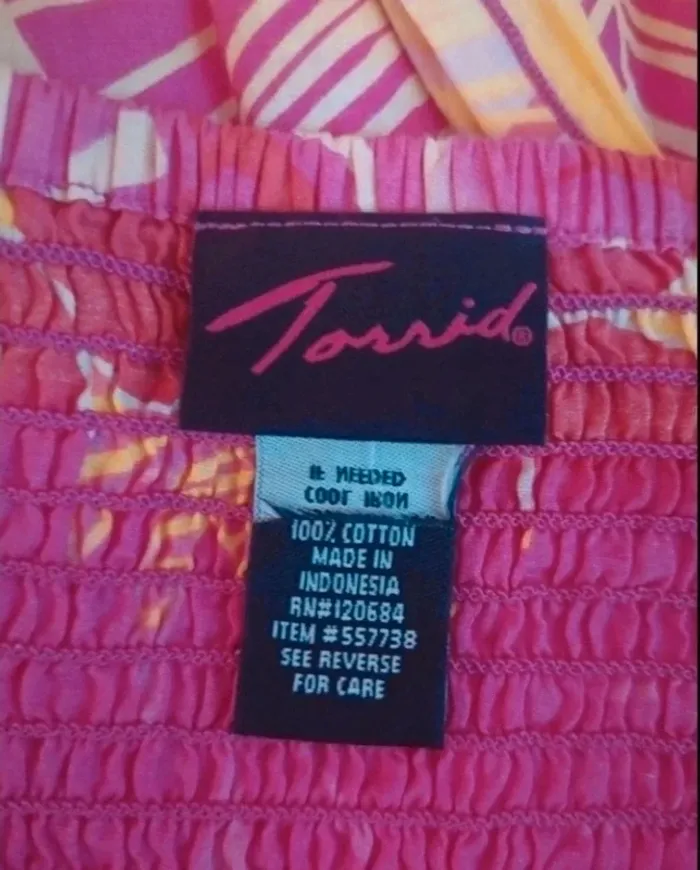 Torrid®
IF NEEDED
COOL IRON
100% COTTON
MADE IN
INDONESIA
RN#120684
ITEM #557738
SEE REVERSE
FOR CARE